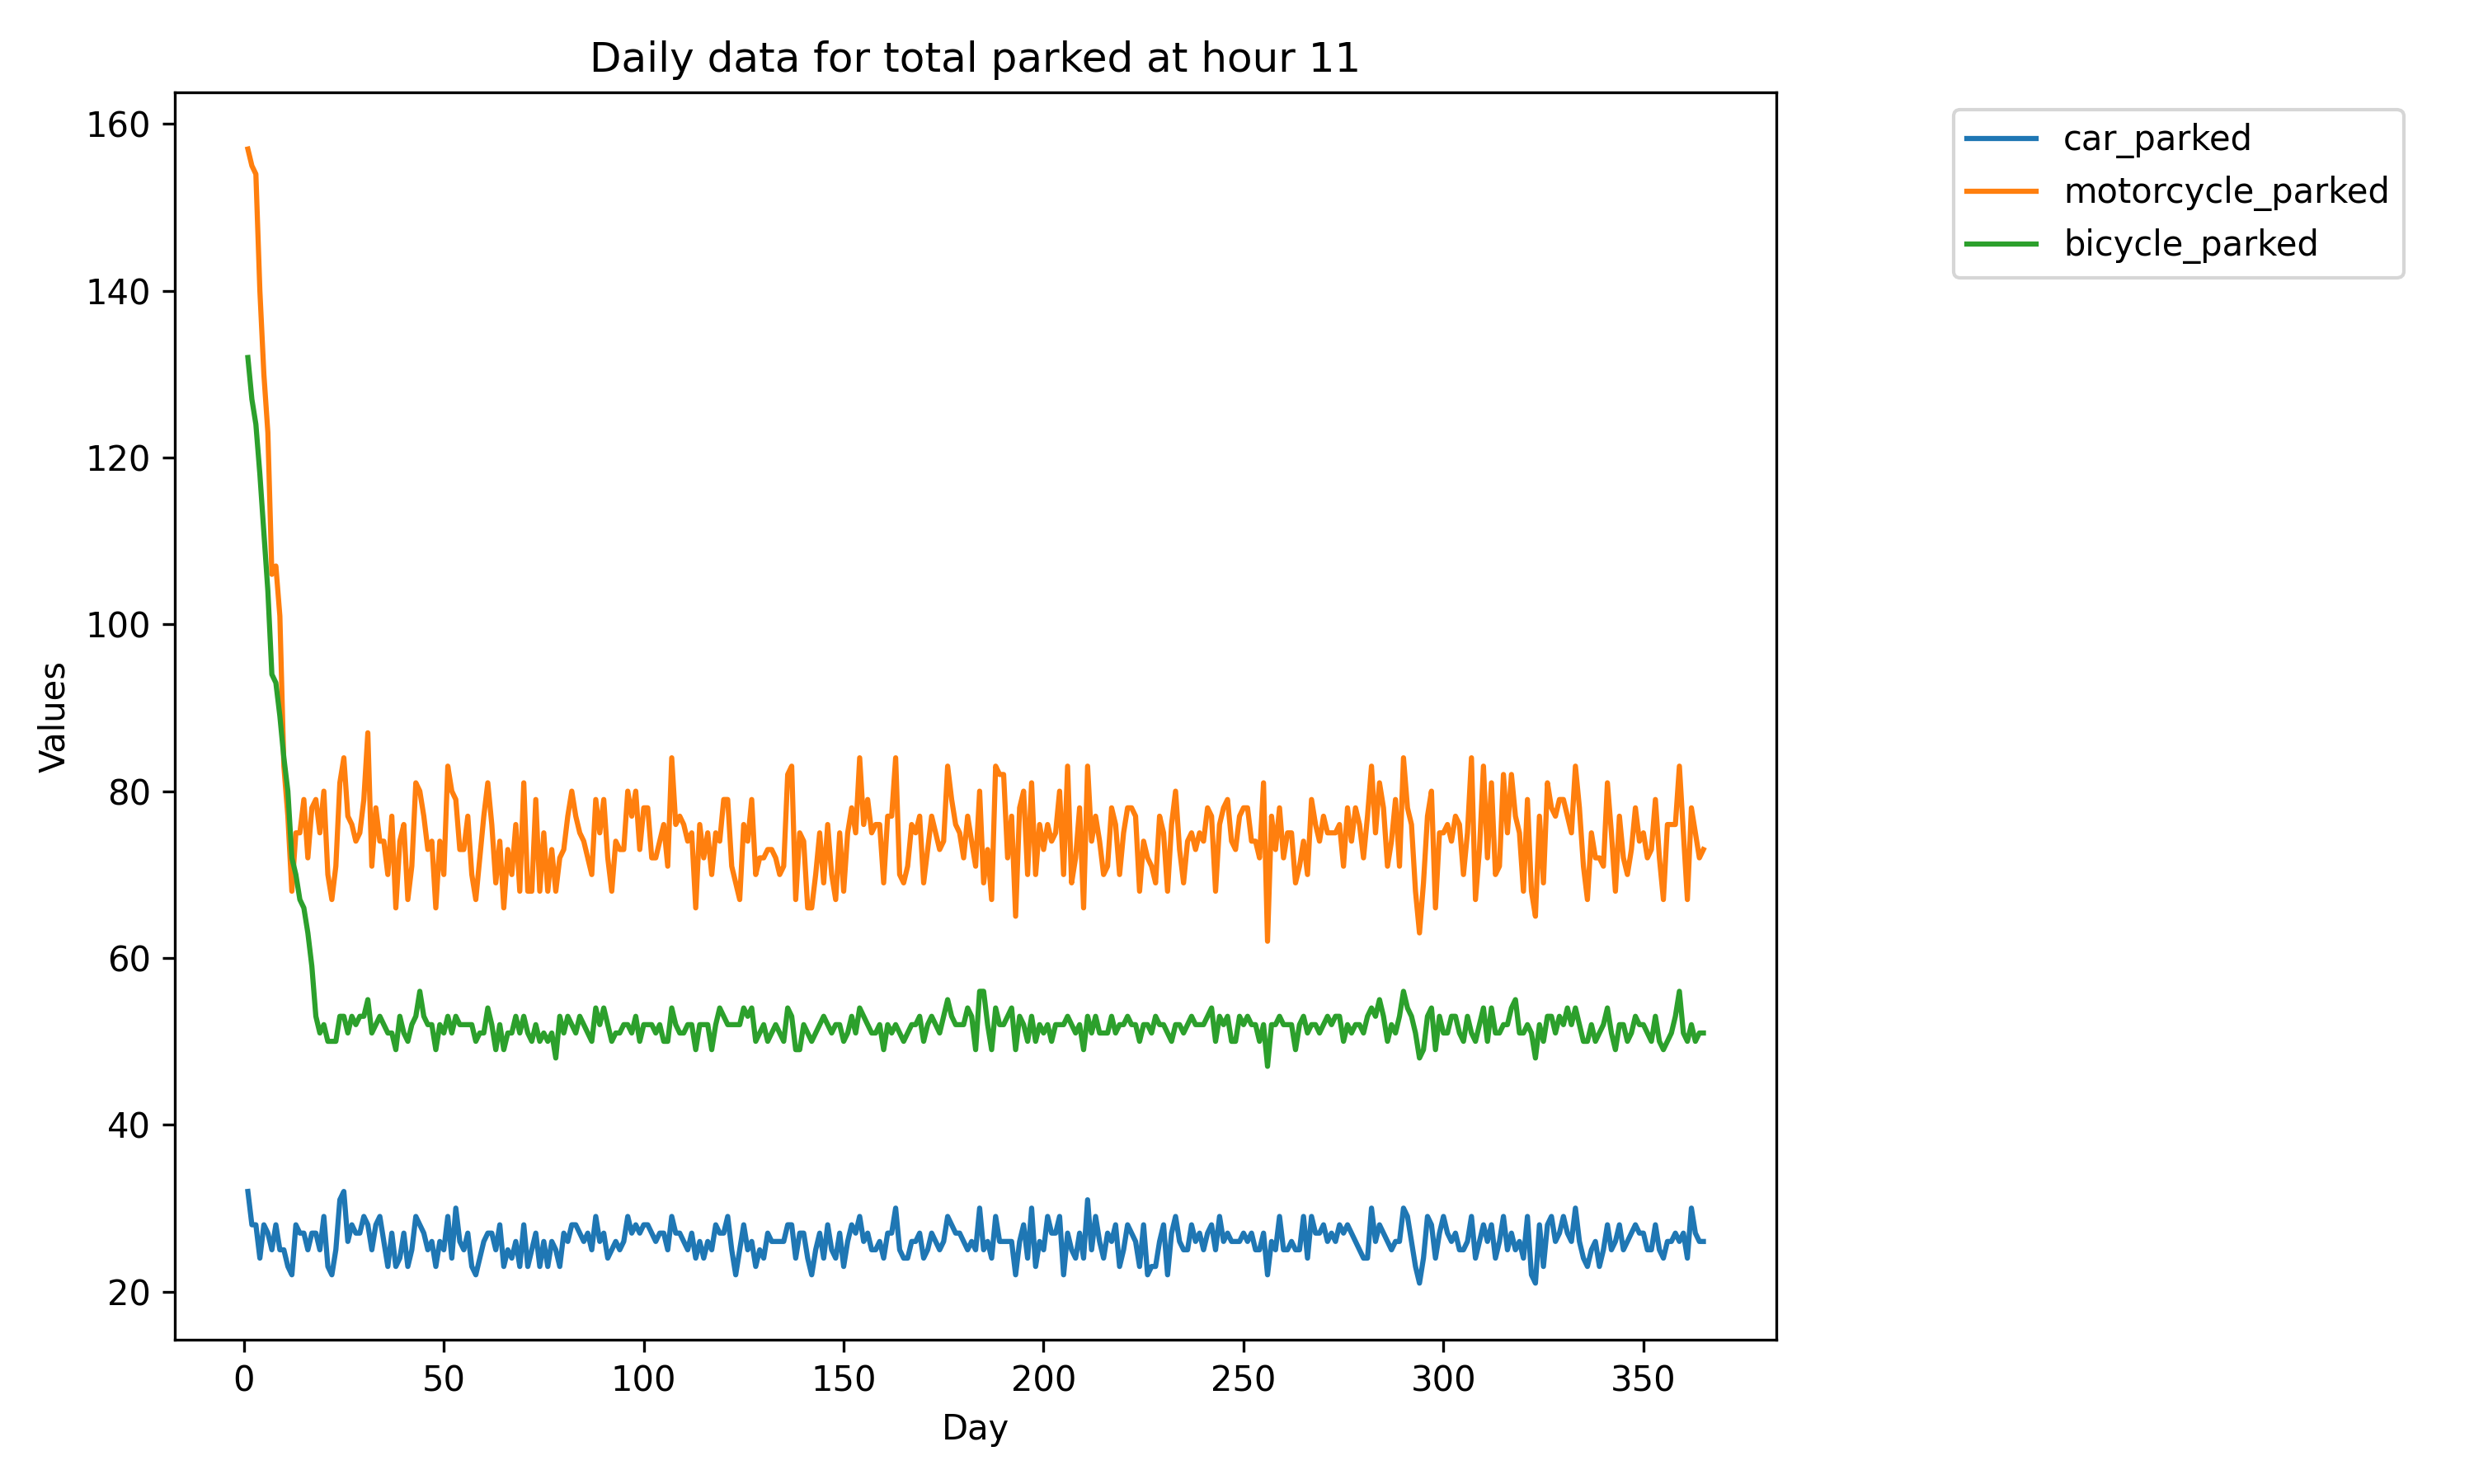 Daily data for total parked at hour 11
car_parked
motorcycle_parked
bicycle_parked
160
140
120
100
80
60
40
20
Values
0 50 100 150 200 250 300 350
Day